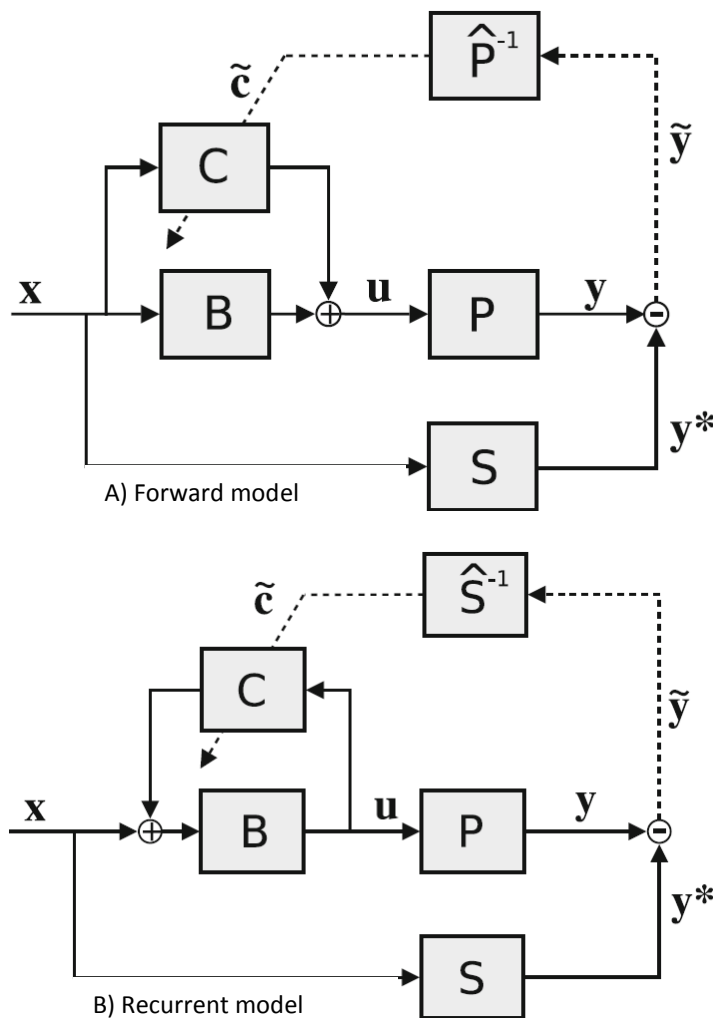 P̂⁻¹
c̃
ỹ
C
x
B
+
u
P
y
-
y*
S
A) Forward model
Ŝ⁻¹
c̃
C
ỹ
x
+
B
u
P
y
-
y*
S
B) Recurrent model